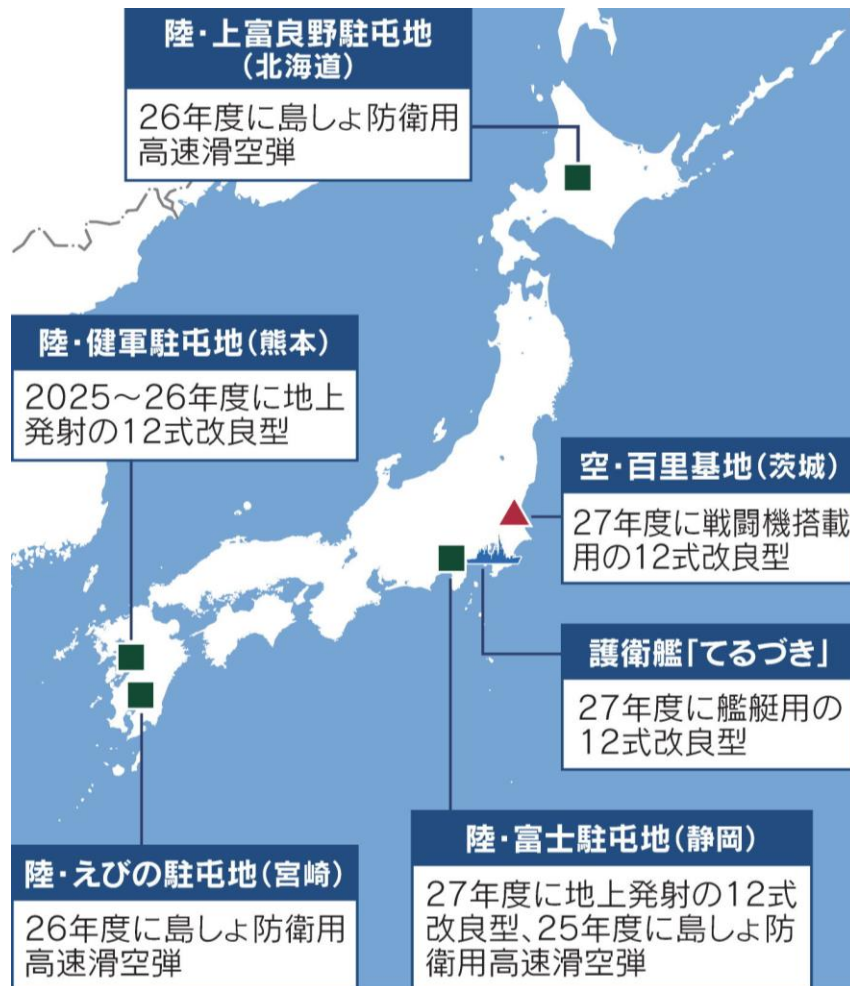 陸・上富良野駐屯地
(北海道)
26年度に島しょ防衛用
高速滑空弾
陸・健軍駐屯地(熊本)
2025〜26年度に地上
発射の12式改良型
空・百里基地(茨城)
27年度に戦闘機搭載
用の12式改良型
護衛艦「てるづき」
27年度に艦艇用の
12式改良型
陸・富士駐屯地(静岡)
27年度に地上発射の12式
改良型、25年度に島しょ防
衛用高速滑空弾
陸・えびの駐屯地(宮崎)
26年度に島しょ防衛用
高速滑空弾